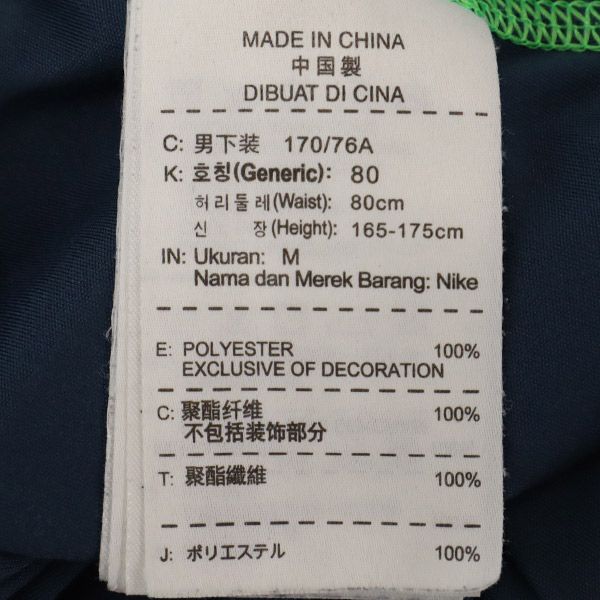 MADE IN CHINA
中国製
DIBUAT DI CINA
C: 男下装 170/76A
K: 호칭(Generic): 80
허리둘레(Waist): 80cm
신 장(Height): 165-175cm
IN: Ukuran: M
Nama dan Merek Barang: Nike
E: POLYESTER 100%
EXCLUSIVE OF DECORATION
C: 聚酯纤维 100%
不包括装饰部分
T: 聚酯纖維 100%
J: ポリエステル 100%